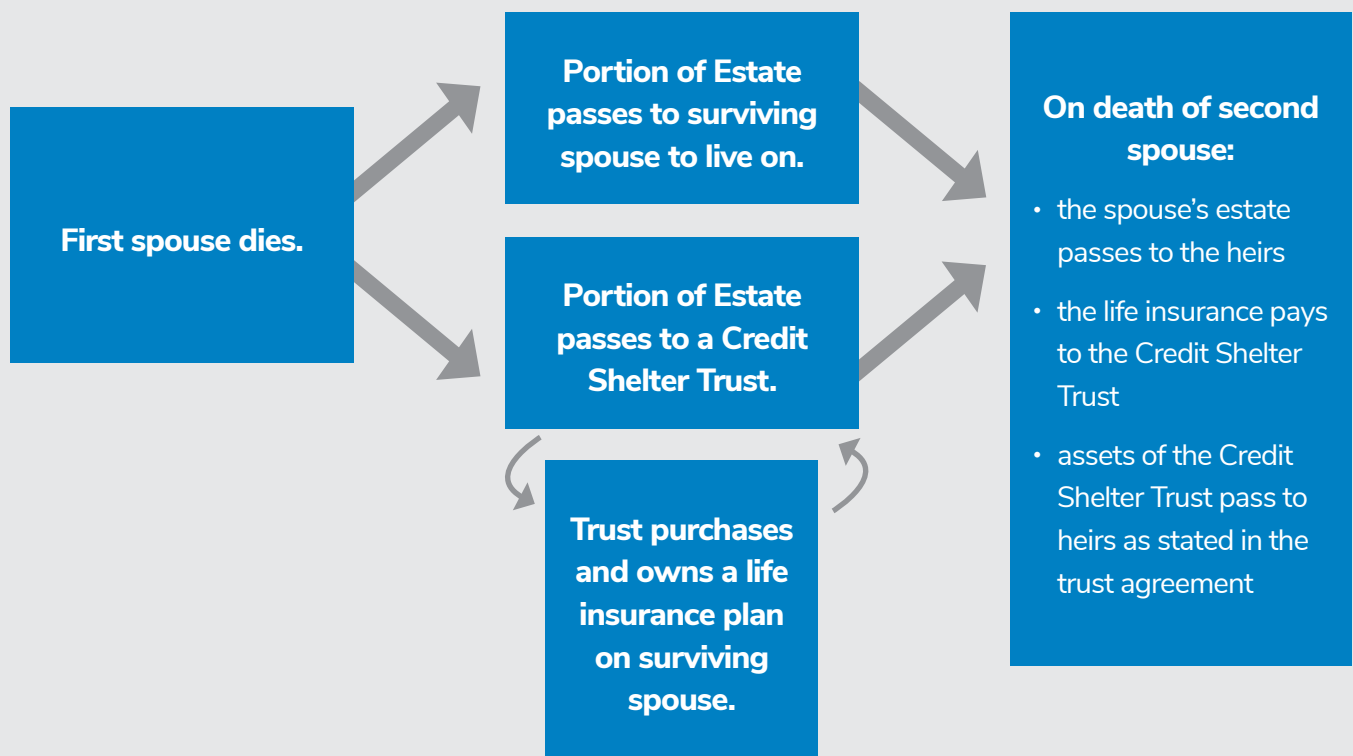 First spouse dies.
Portion of Estate
passes to surviving
spouse to live on.
Portion of Estate
passes to a Credit
Shelter Trust.
Trust purchases
and owns a life
insurance plan
on surviving
spouse.
On death of second
spouse:
• the spouse’s estate
passes to the heirs
• the life insurance pays
to the Credit Shelter
Trust
• assets of the Credit
Shelter Trust pass to
heirs as stated in the
trust agreement